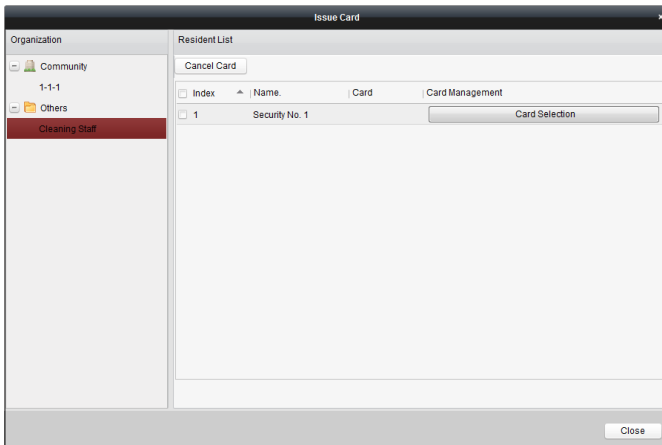 Issue Card
Organization
Resident List
Community
1-1-1
Others
Cleaning Staff
Cancel Card
Index Name. Card Card Management
1 Security No. 1 Card Selection
Close